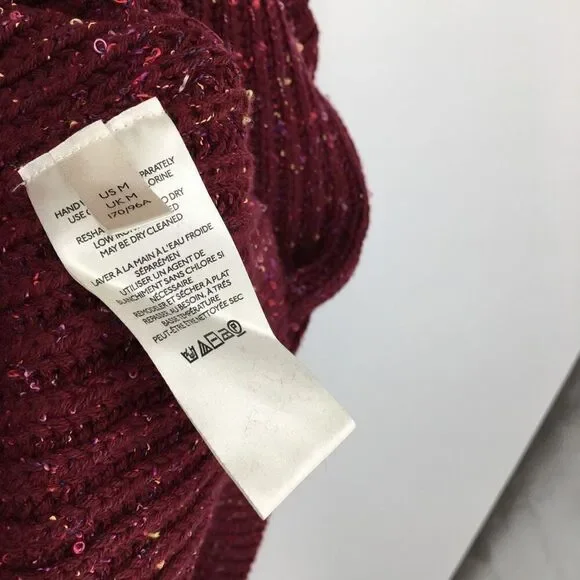 US M
UK M
170/96A
HAND
PARATELY
USE
LORINE
RESHA
O DRY
LOW IRON
MAY BE DRY CLEANED
LAVER À LA MAIN À L'EAU FROIDE
SÉPARÉMEN
UTILISER UN AGENT DE
BLANCHIMENT SANS CHLORE SI
NÉCESSAIRE
REMODELER ET SÉCHER À PLAT
REPASSER AU BESOIN, À TRÈS
BASSE TEMPÉRATURE
PEUT-ÊTRE ETRE NETTOYÉE SEC